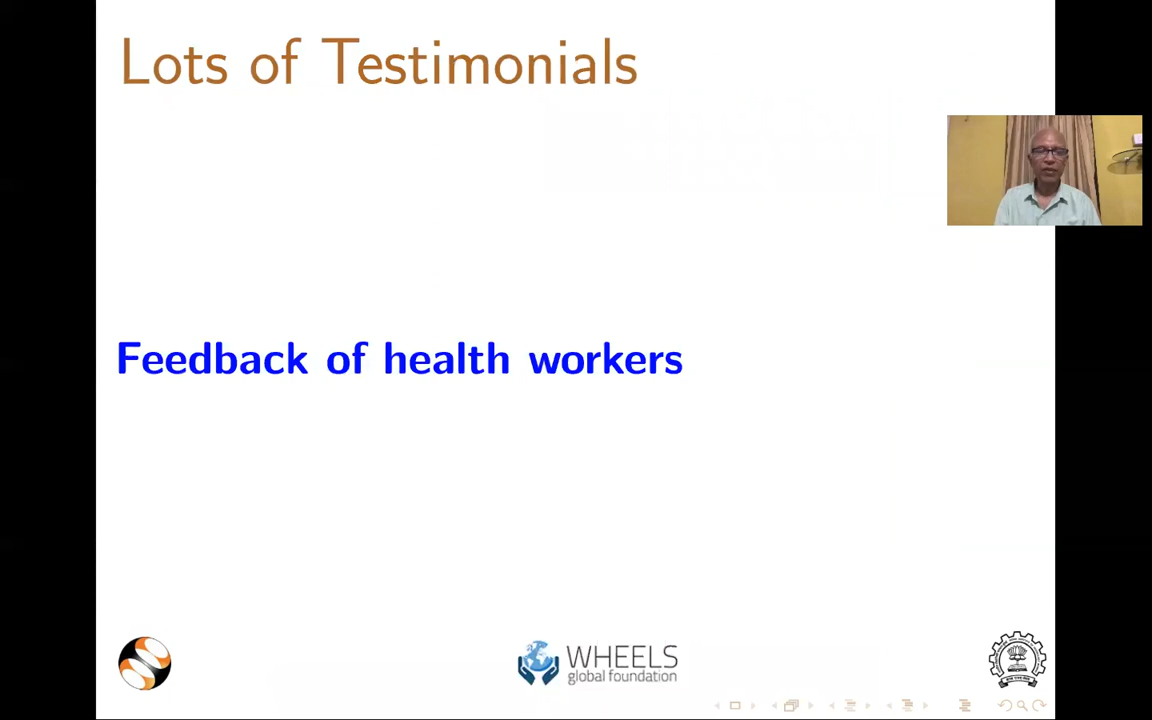 Lots of Testimonials
Feedback of health workers
WHEELS
global foundation